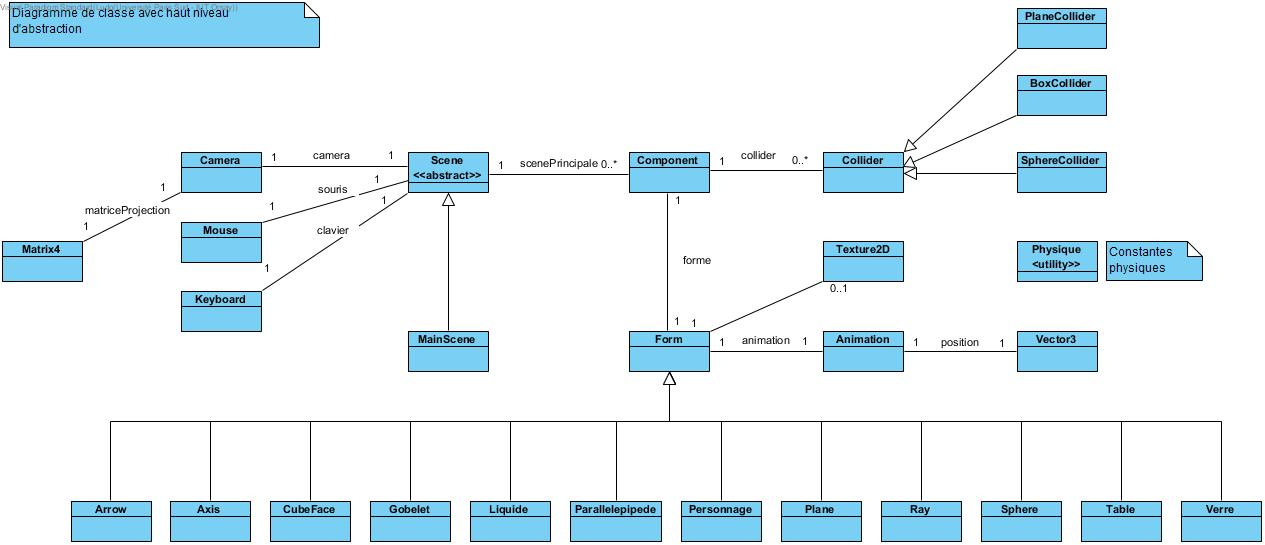 Diagramme de classe avec haut niveau
d'abstraction
PlaneCollider
BoxCollider
Camera
1
camera
1
Scene
<<abstract>>
1
scenePrincipale
0..*
Component
1
collider
0..*
Collider
SphereCollider
1
souris
1
1
matriceProjection
1
1
clavier
1
1
Mouse
Matrix4
forme
Texture2D
Physique
<utility>>
Constantes
physiques
Keyboard
0..1
1
1
MainScene
Form
1
animation
1
Animation
1
position
1
Vector3
Arrow
Axis
CubeFace
Gobelet
Liquide
Parallelepipede
Personnage
Plane
Ray
Sphere
Table
Verre